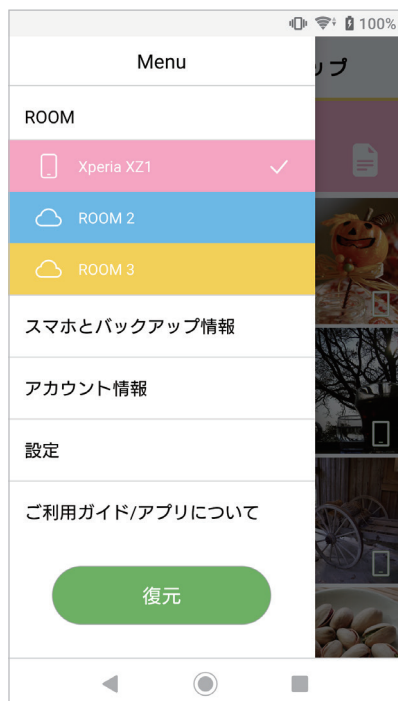 100%
Menu
ップ
ROOM
Xperia XZ1
ROOM 2
ROOM 3
スマホとバックアップ情報
アカウント情報
設定
ご利用ガイド/アプリについて
復元